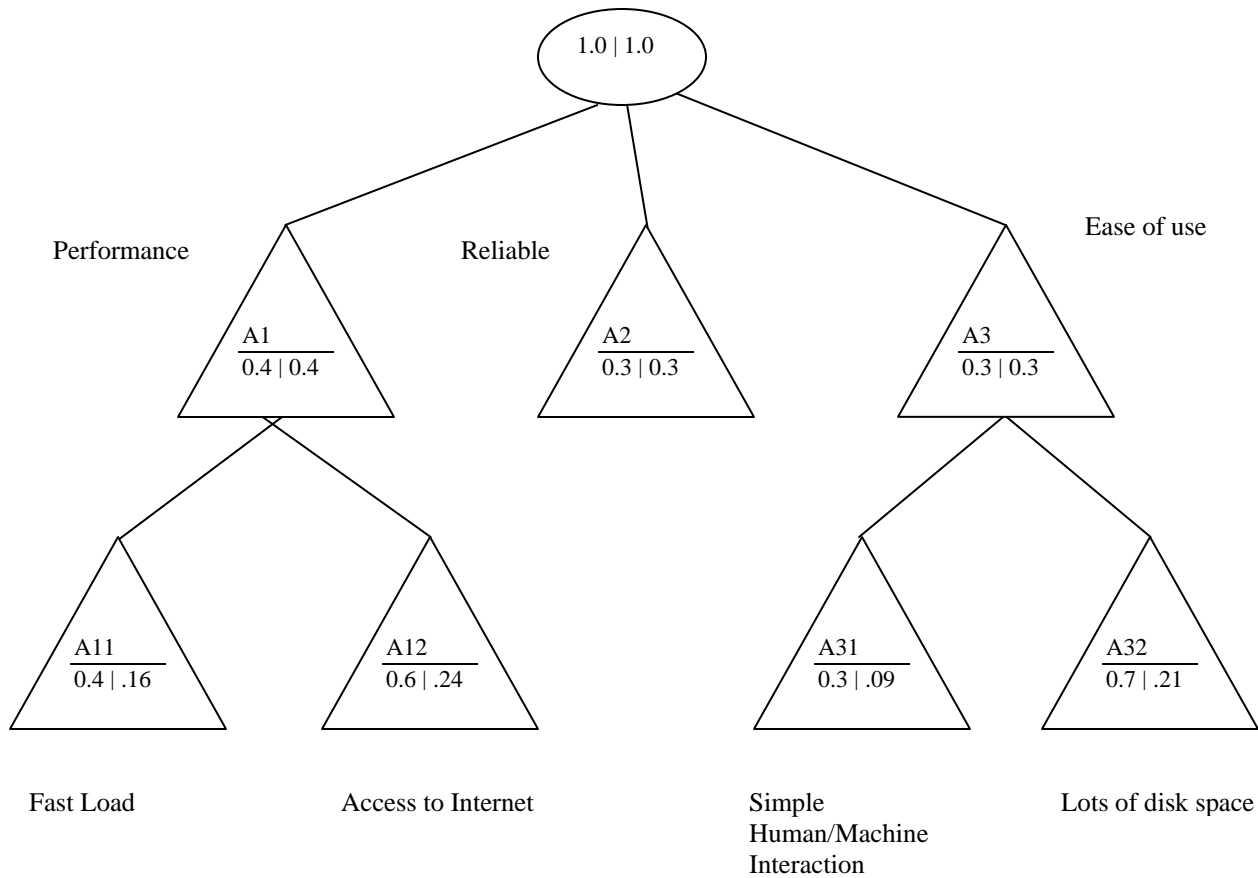 1.0 | 1.0
Performance
Reliable
Ease of use
A1
0.4 | 0.4
A2
0.3 | 0.3
A3
0.3 | 0.3
A11
0.4 | .16
A12
0.6 | .24
A31
0.3 | .09
A32
0.7 | .21
Fast Load
Access to Internet
Simple
Human/Machine
Interaction
Lots of disk space